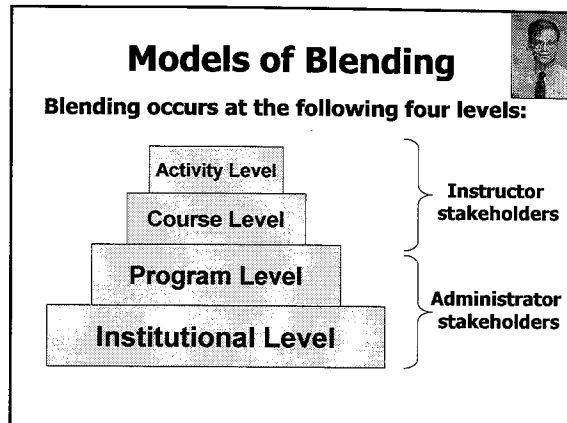 Models of Blending
Blending occurs at the following four levels:
Activity Level
Course Level
Program Level
Institutional Level
Instructor
stakeholders
Administrator
stakeholders